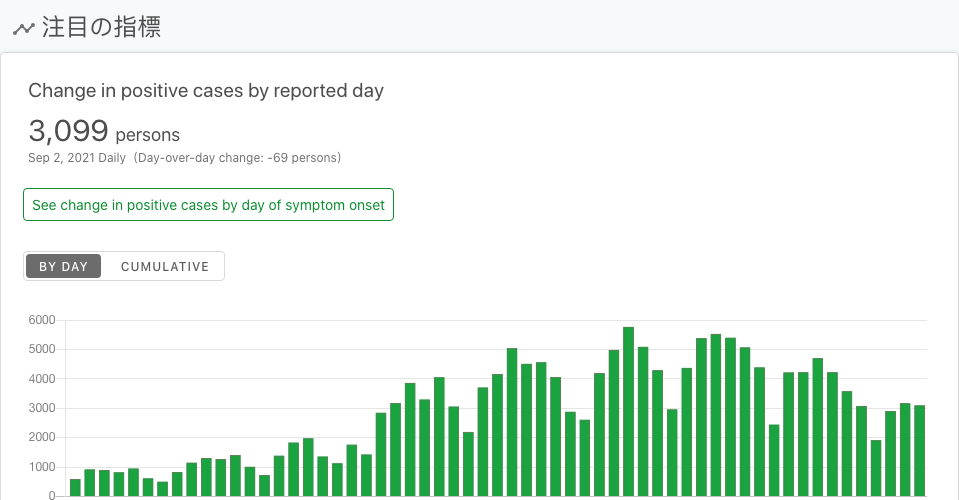 注目の指標
Change in positive cases by reported day
3,099 persons
Sep 2, 2021 Daily (Day-over-day change: -69 persons)
See change in positive cases by day of symptom onset
BY DAY CUMULATIVE
6000
5000
4000
3000
2000
1000
0